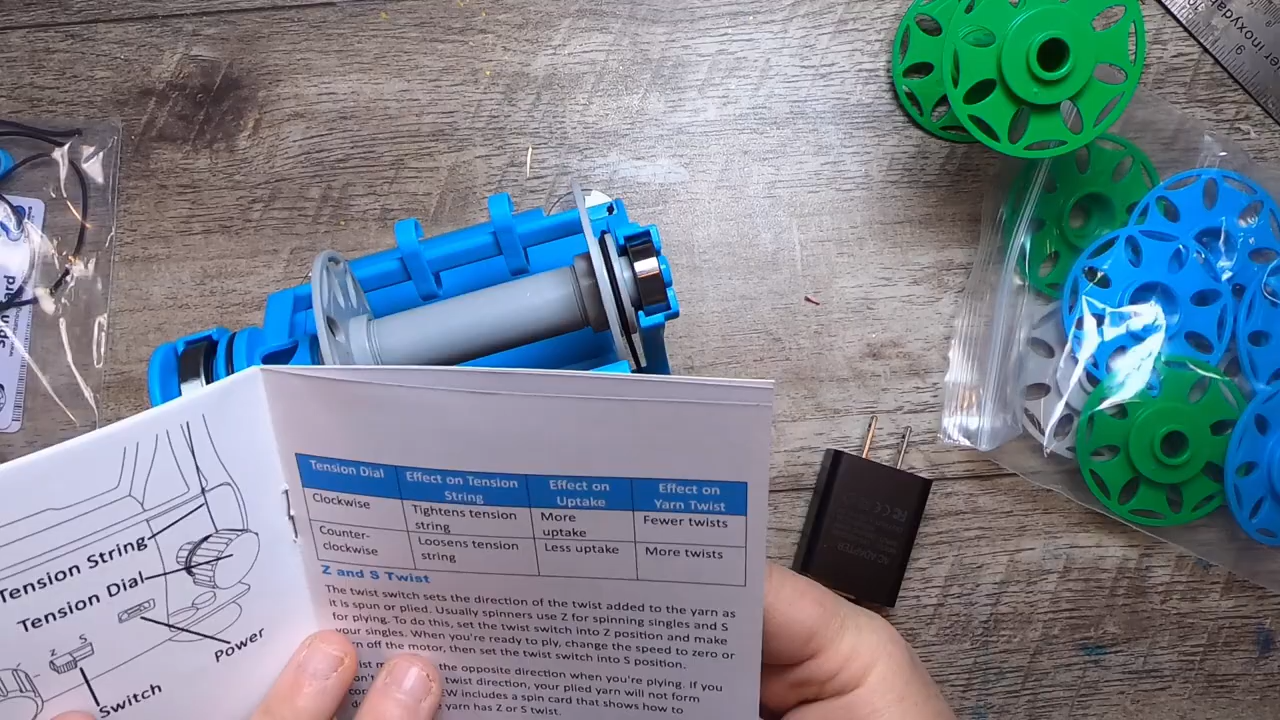 Tension String
Tension Dial
Power
S
Z
Switch
Tension Dial
Effect on Tension String
Effect on Uptake
Effect on Yarn Twist
Clockwise
Tightens tension string
More uptake
Fewer twists
Counter-clockwise
Loosens tension string
Less uptake
More twists
Z and S Twist
The twist switch sets the direction of the twist added to the yarn as
it is spun or plied. Usually spinners use Z for spinning singles and S
for plying. To do this, set the twist switch into Z position and make
your singles. When you're ready to ply, change the speed to zero or
off the motor, then set the twist switch into S position.
the opposite direction when you're plying. If you
twist direction, your plied yarn will not form
includes a spin card that shows how to
yarn has Z or S twist.
AC ADAPTER
FC CE